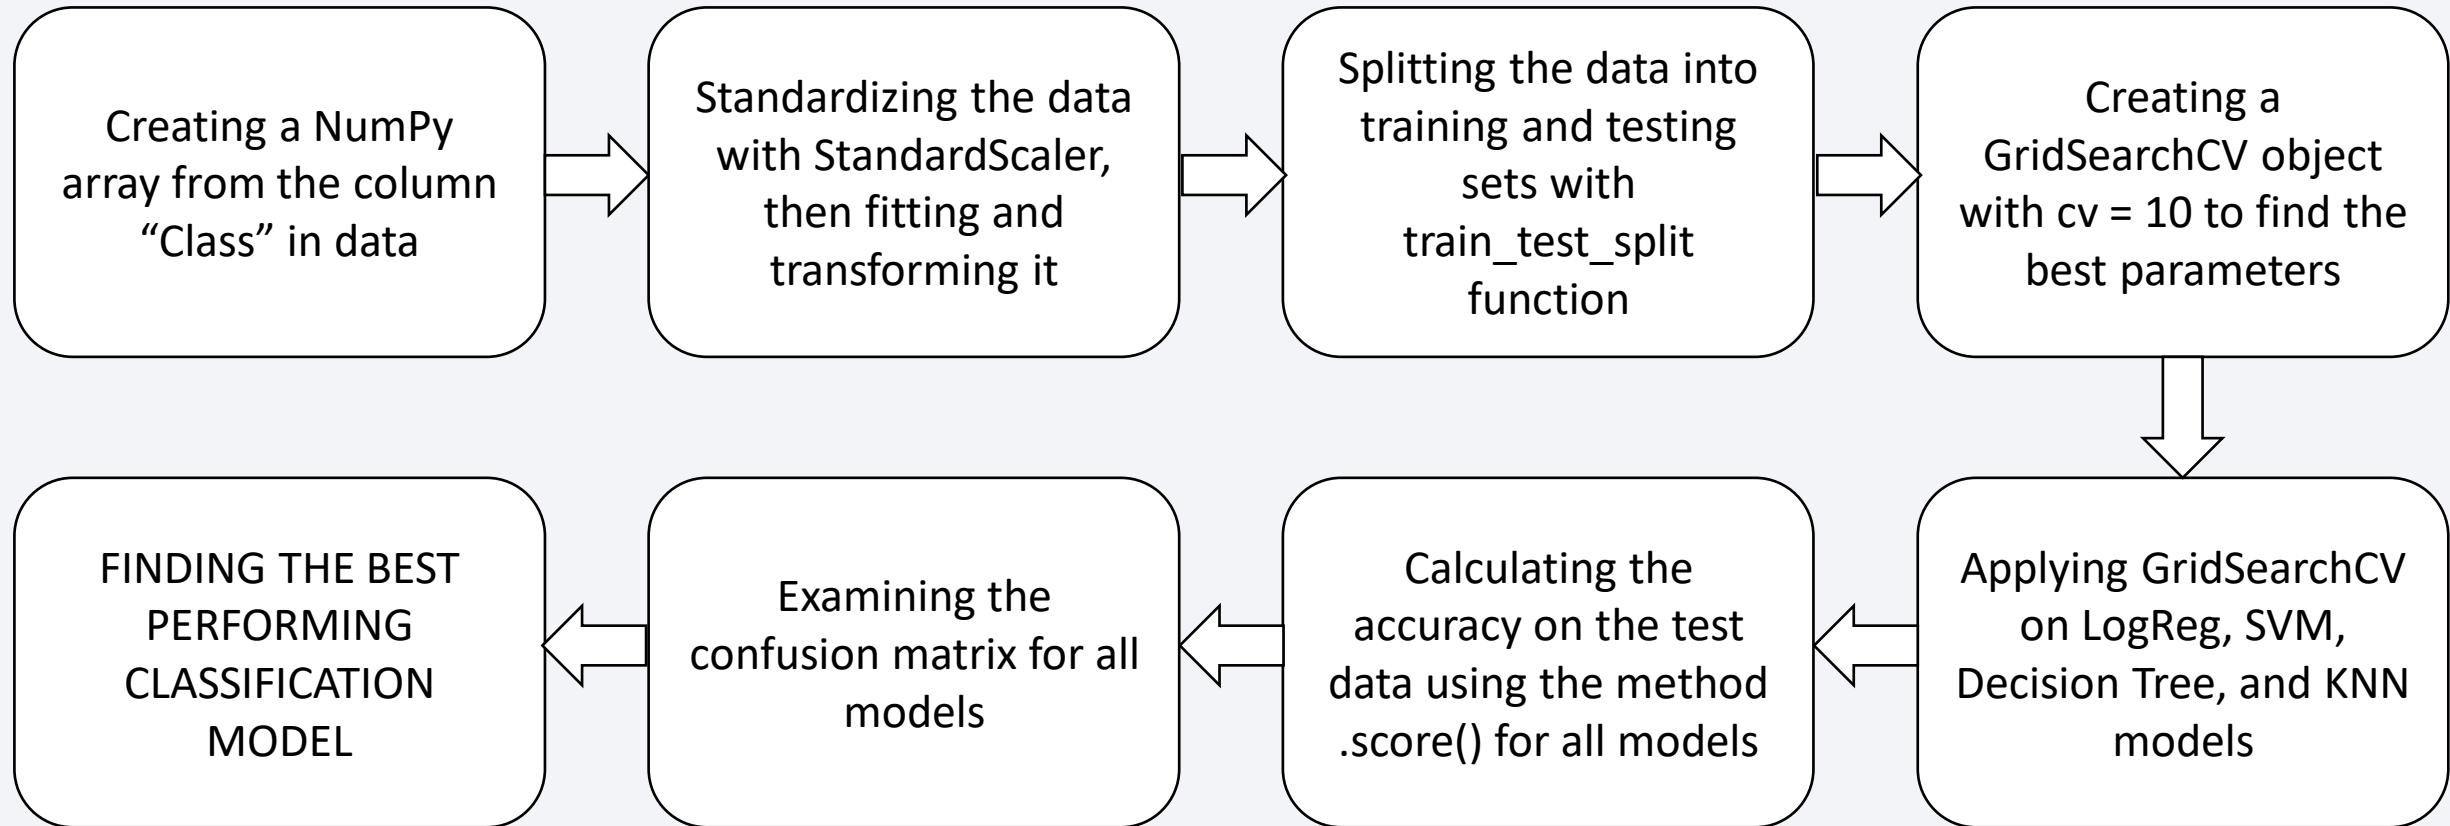 Creating a NumPy
array from the column
“Class” in data
Standardizing the data
with StandardScaler,
then fitting and
transforming it
Splitting the data into
training and testing
sets with
train_test_split
function
Creating a
GridSearchCV object
with cv = 10 to find the
best parameters
Applying GridSearchCV
on LogReg, SVM,
Decision Tree, and KNN
models
Calculating the
accuracy on the test
data using the method
.score() for all models
Examining the
confusion matrix for all
models
FINDING THE BEST
PERFORMING
CLASSIFICATION
MODEL